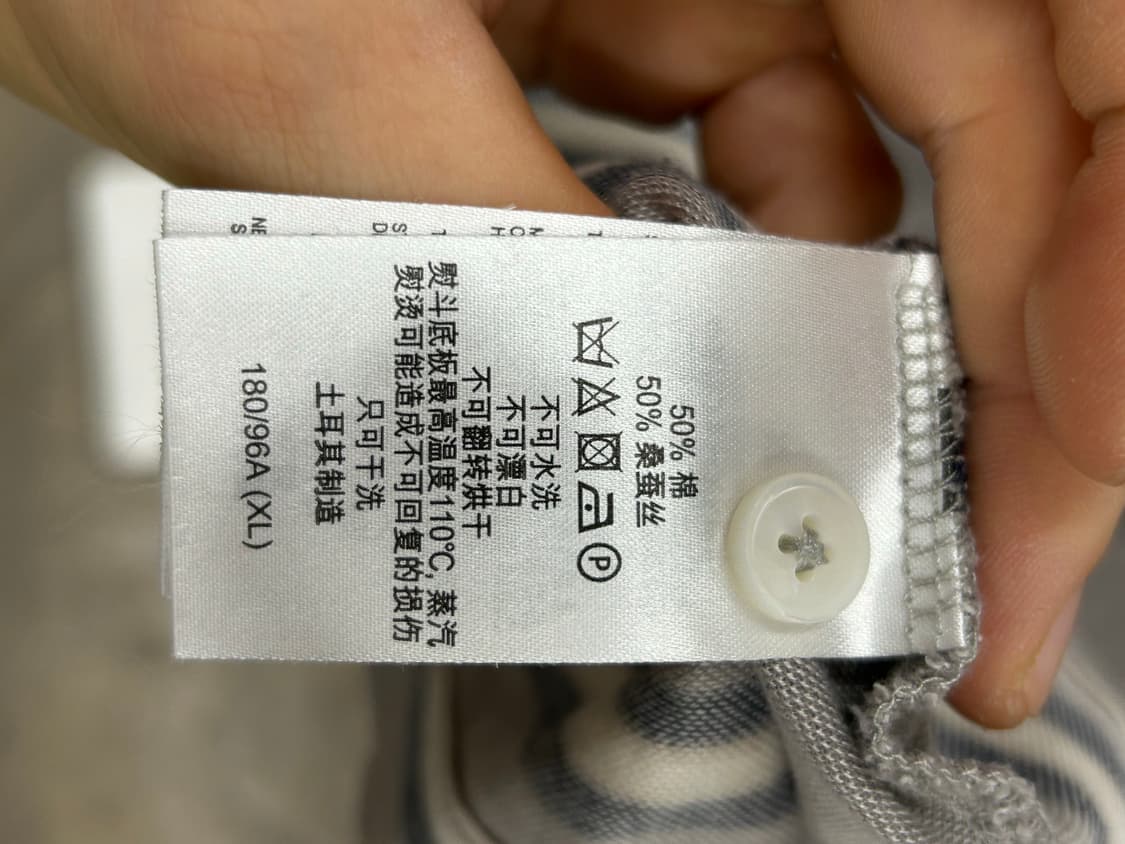 50% 棉
50% 桑蚕丝
P
不可水洗
不可漂白
不可翻转烘干
熨斗底板最高温度110°C, 蒸汽
熨烫可能造成不可回复的损伤
只可干洗
土耳其制造
180/96A (XL)